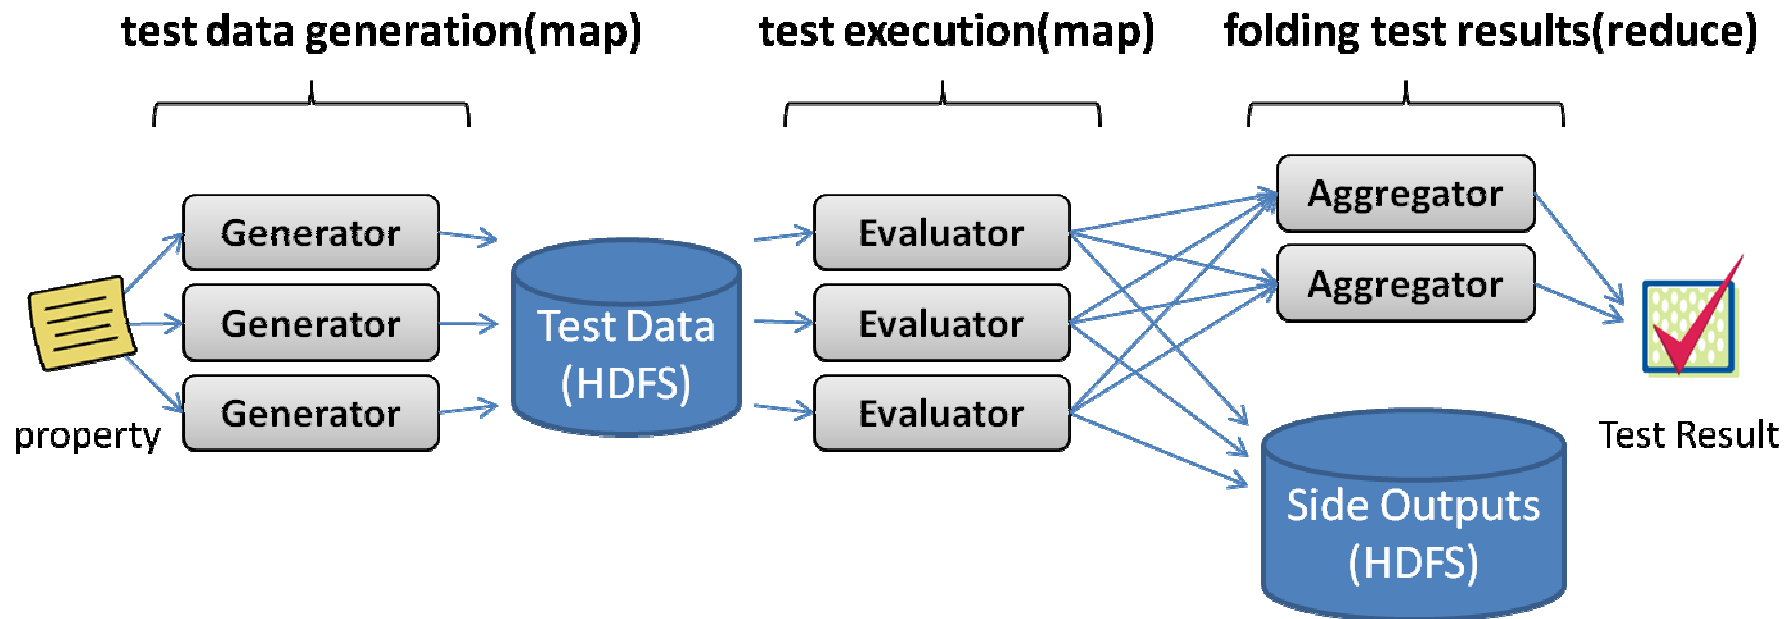 test data generation(map)
test execution(map)
folding test results(reduce)
Generator
Generator
Generator
property
Test Data
(HDFS)
Evaluator
Evaluator
Evaluator
Aggregator
Aggregator
Test Result
Side Outputs
(HDFS)